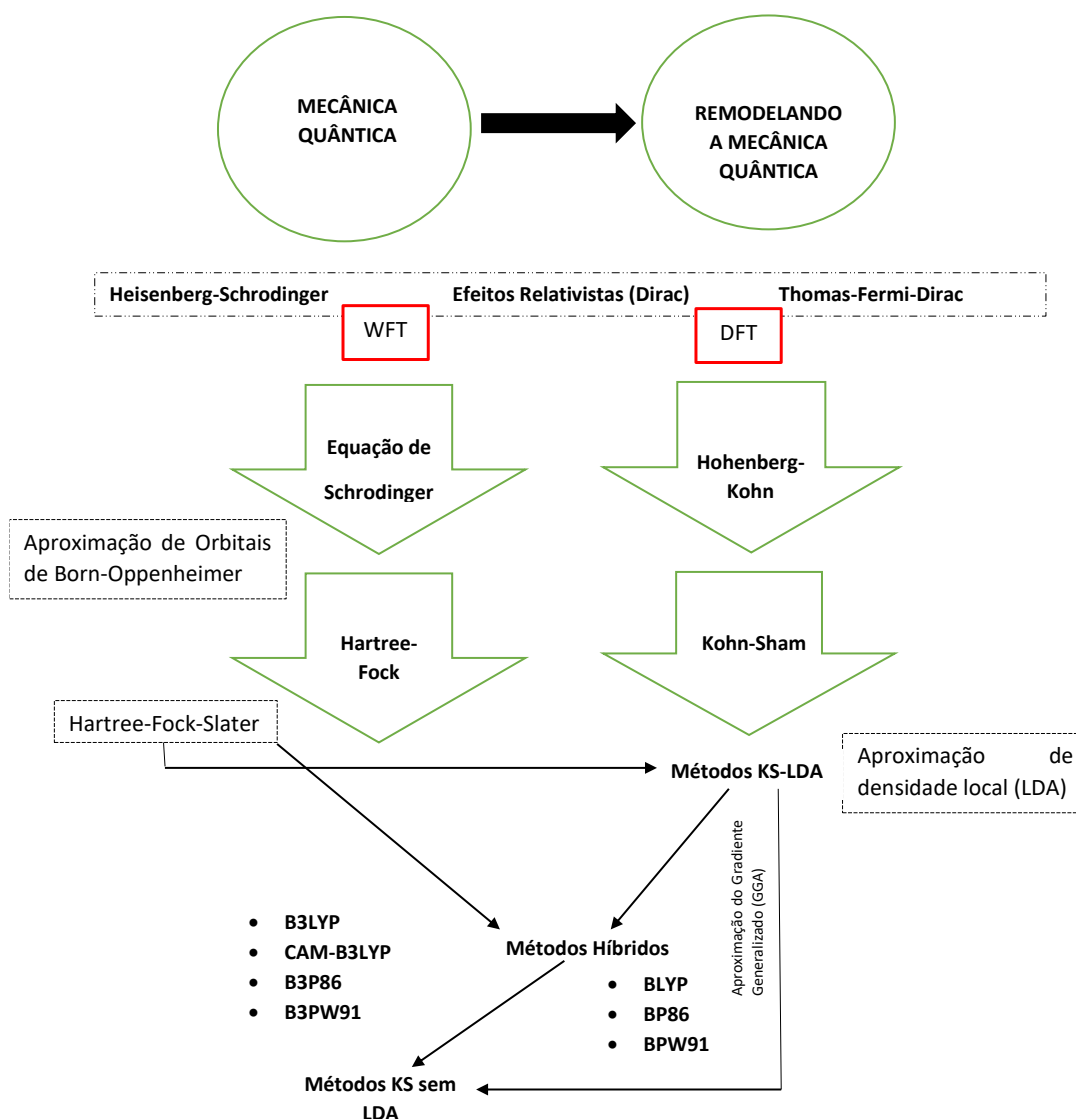 MECÂNICA
QUÂNTICA
REMODELANDO
A MECÂNICA
QUÂNTICA
Heisenberg-Schrodinger Efeitos Relativistas (Dirac) Thomas-Fermi-Dirac
WFT
DFT
Equação de
Schrodinger
Hohenberg-
Kohn
Aproximação de Orbitais
de Born-Oppenheimer
Hartree-
Fock
Kohn-Sham
Hartree-Fock-Slater
Métodos KS-LDA
Aproximação de
densidade local (LDA)
Aproximação do Gradiente
Generalizado (GGA)
• B3LYP
• CAM-B3LYP
• B3P86
• B3PW91
Métodos Híbridos
• BLYP
• BP86
• BPW91
Métodos KS sem
LDA